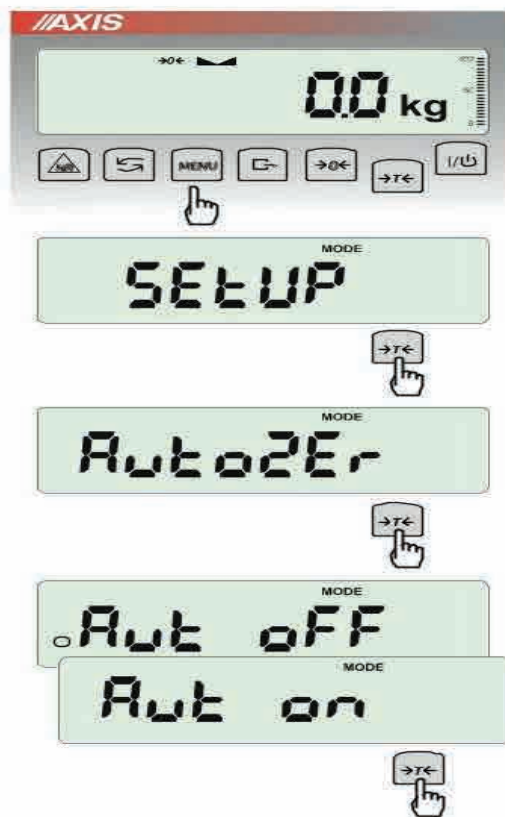 AXIS
→0←
0.0 kg
MENU
→0←
→T←
I/⏻
MODE
SEtUP
→T←
MODE
AutoZEr
→T←
MODE
Aut oFF
MODE
Aut on
→T←